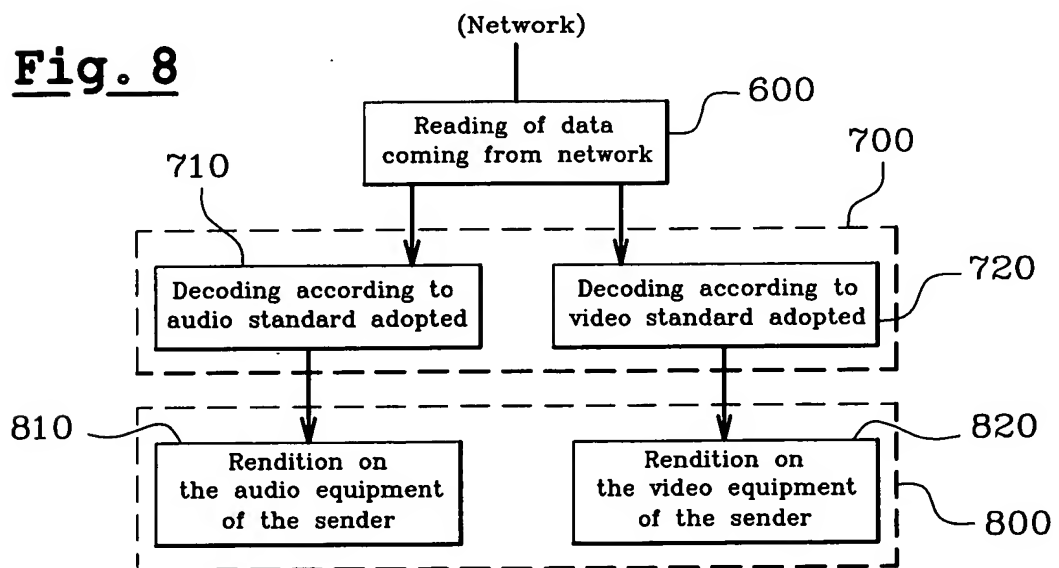 (Network)
Fig. 8
600
Reading of data
coming from network
700
710
720
Decoding according to
audio standard adopted
Decoding according to
video standard adopted
810
820
Rendition on
the audio equipment
of the sender
Rendition on
the video equipment
of the sender
800